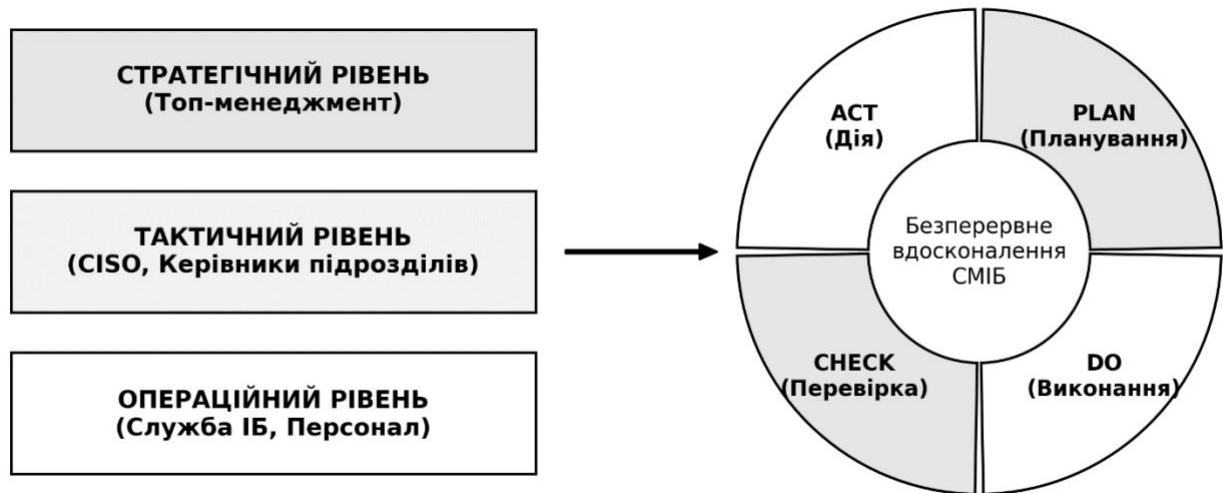 СТРАТЕГІЧНИЙ РІВЕНЬ
(Топ-менеджмент)
ТАКТИЧНИЙ РІВЕНЬ
(CISO, Керівники підрозділів)
ОПЕРАЦІЙНИЙ РІВЕНЬ
(Служба ІБ, Персонал)
ACT
(Дія)
PLAN
(Планування)
Безперервне
вдосконалення
СМІБ
CHECK
(Перевірка)
DO
(Виконання)